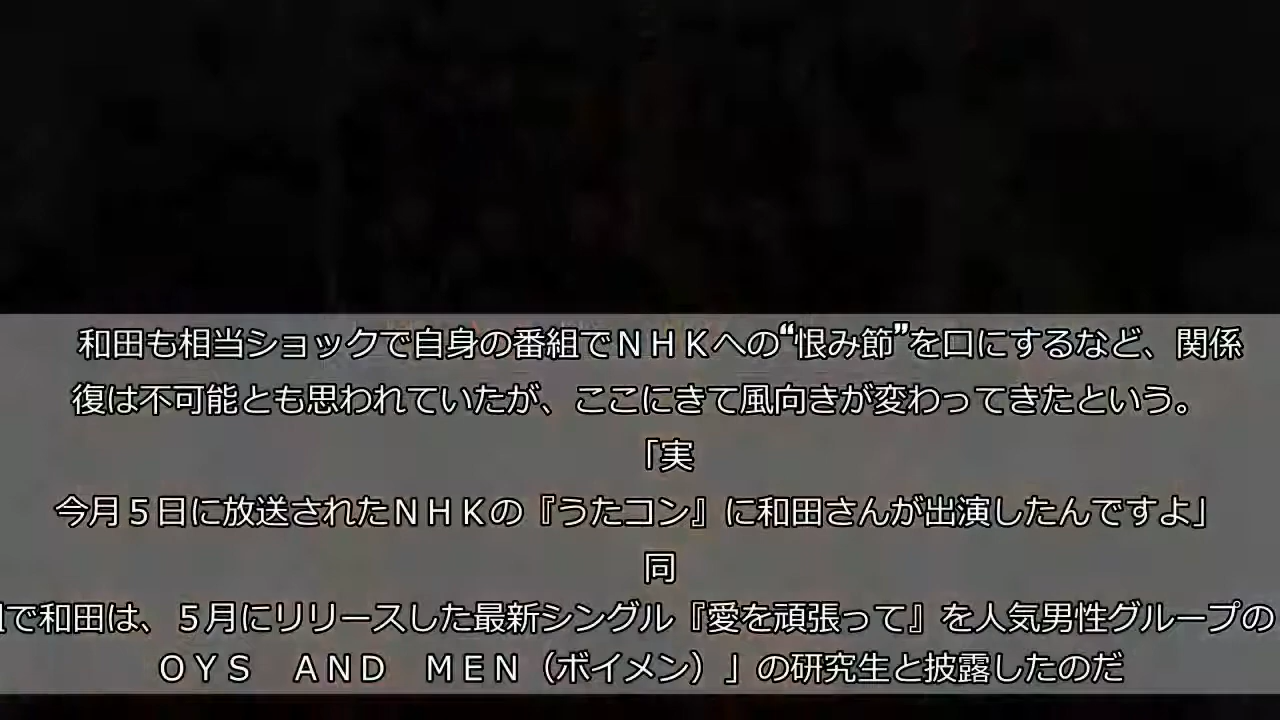 和田も相当ショックで自身の番組でＮＨＫへの“恨み節”を口にするなど、関係
復は不可能とも思われていたが、ここにきて風向きが変わってきたという。
「実
今月５日に放送されたＮＨＫの『うたコン』に和田さんが出演したんですよ」
同
で和田は、５月にリリースした最新シングル『愛を頑張って』を人気男性グループの
ＯＹＳ　ＡＮＤ　ＭＥＮ（ボイメン）」の研究生と披露したのだ